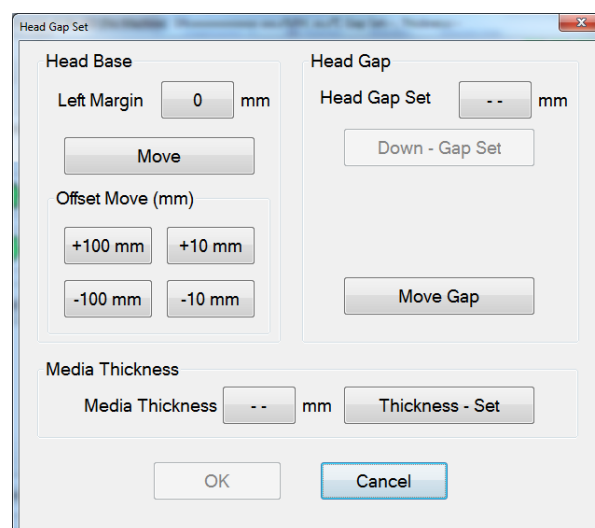 Head Gap Set
Head Base
Left Margin 0 mm
Move
Offset Move (mm)
+100 mm +10 mm
-100 mm -10 mm
Head Gap
Head Gap Set - - mm
Down - Gap Set
Move Gap
Media Thickness
Media Thickness - - mm Thickness - Set
OK Cancel